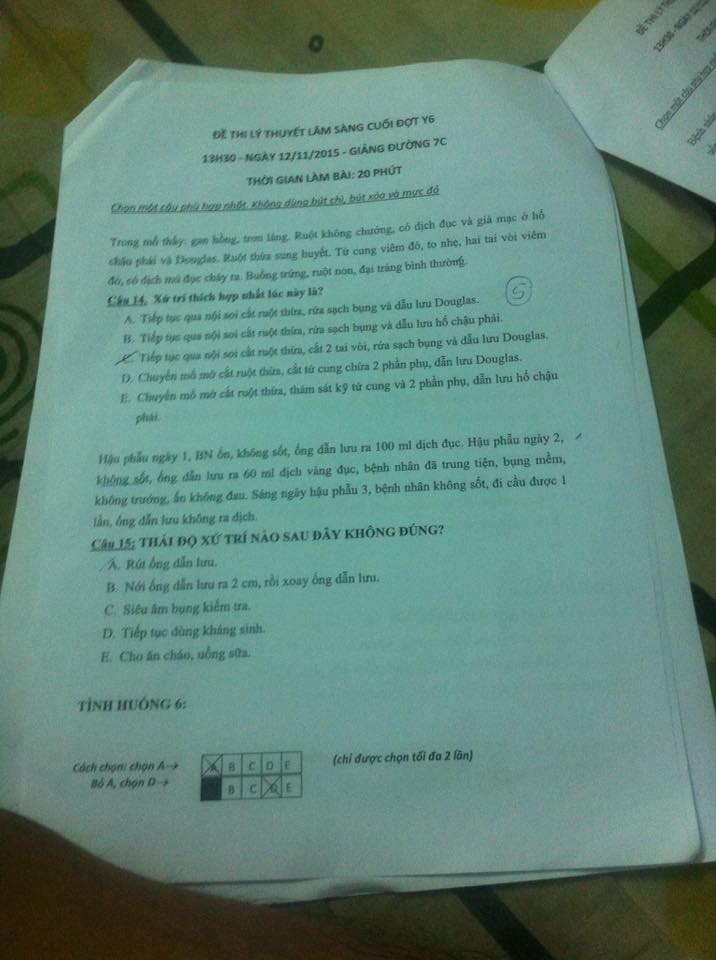 ĐỀ THI LÝ THUYẾT LÂM SÀNG CUỐI ĐỢT Y6
13H30 - NGÀY 12/11/2015 - GIẢNG ĐƯỜNG 7C
THỜI GIAN LÀM BÀI: 20 PHÚT
Chọn một câu phù hợp nhất. Không dùng bút chì, bút xóa và mực đỏ
Trong mổ thấy: gan hồng, trơn láng. Ruột không chướng, có dịch đục và giả mạc ở hố
chậu phải và Douglas. Ruột thừa sung huyết. Tử cung viêm đỏ, to nhẹ, hai tai vòi viêm
đỏ, có dịch mủ đục chảy ra. Buồng trứng, ruột non, đại tràng bình thường.
Câu 14. Xử trí thích hợp nhất lúc này là?
5
A. Tiếp tục qua nội soi cắt ruột thừa, rửa sạch bụng và dẫn lưu Douglas.
B. Tiếp tục qua nội soi cắt ruột thừa, rửa sạch bụng và dẫn lưu hố chậu phải.
C. Tiếp tục qua nội soi cắt ruột thừa, cắt 2 tai vòi, rửa sạch bụng và dẫn lưu Douglas.
D. Chuyển mổ mở cắt ruột thừa, cắt tử cung chừa 2 phần phụ, dẫn lưu Douglas.
E. Chuyển mổ mở cắt ruột thừa, thám sát kỹ tử cung và 2 phần phụ, dẫn lưu hố chậu
phải.
Hậu phẫu ngày 1, BN ổn, không sốt, ống dẫn lưu ra 100 ml dịch đục. Hậu phẫu ngày 2,
không sốt, ống dẫn lưu ra 60 ml dịch vàng đục, bệnh nhân đã trung tiện, bụng mềm,
không trướng, ấn không đau. Sáng ngày hậu phẫu 3, bệnh nhân không sốt, đi cầu được 1
lần, ống dẫn lưu không ra dịch.
Câu 15: THÁI ĐỘ XỬ TRÍ NÀO SAU ĐÂY KHÔNG ĐÚNG?
A. Rút ống dẫn lưu.
B. Nới ống dẫn lưu ra 2 cm, rồi xoay ống dẫn lưu.
C. Siêu âm bụng kiểm tra.
D. Tiếp tục dùng kháng sinh.
E. Cho ăn cháo, uống sữa.
TÌNH HUỐNG 6:
Cách chọn: chọn A→ A B C D E (chỉ được chọn tối đa 2 lần)
Bỏ A, chọn D→ B C D E
ĐỀ THI LÝ
13H30 - NGÀY
Chọn một câu phù hợp
Bệnh nhân